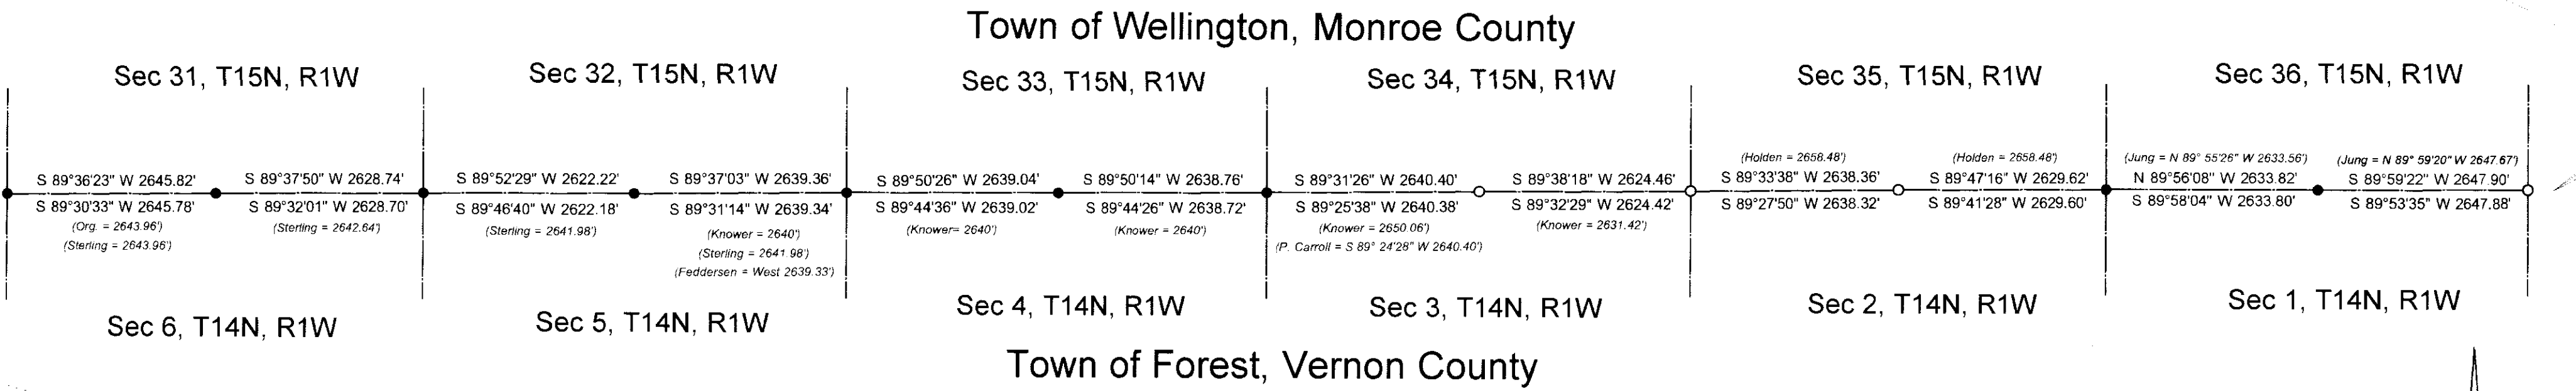 Town of Wellington, Monroe County
Sec 31, T15N, R1W
Sec 32, T15N, R1W
Sec 33, T15N, R1W
Sec 34, T15N, R1W
Sec 35, T15N, R1W
Sec 36, T15N, R1W
(Holden = 2658.48')
(Holden = 2658.48')
(Jung = N 89° 55'26" W 2633.56')
(Jung = N 89° 59'20" W 2647.67')
S 89°36'23" W 2645.82'
S 89°37'50" W 2628.74'
S 89°52'29" W 2622.22'
S 89°37'03" W 2639.36'
S 89°50'26" W 2639.04'
S 89°50'14" W 2638.76'
S 89°31'26" W 2640.40'
S 89°38'18" W 2624.46'
S 89°33'38" W 2638.36'
S 89°47'16" W 2629.62'
N 89°56'08" W 2633.82'
S 89°59'22" W 2647.90'
S 89°30'33" W 2645.78'
S 89°32'01" W 2628.70'
S 89°46'40" W 2622.18'
S 89°31'14" W 2639.34'
S 89°44'36" W 2639.02'
S 89°44'26" W 2638.72'
S 89°25'38" W 2640.38'
S 89°32'29" W 2624.42'
S 89°27'50" W 2638.32'
S 89°41'28" W 2629.60'
S 89°58'04" W 2633.80'
S 89°53'35" W 2647.88'
(Org. = 2643.96')
(Sterling = 2642.64')
(Sterling = 2641.98')
(Knower = 2640')
(Knower= 2640')
(Knower = 2640')
(Knower = 2650.06')
(Knower = 2631.42')
(Sterling = 2643.96')
(Sterling = 2641.98')
(P. Carroll = S 89° 24'28" W 2640.40')
(Feddersen = West 2639.33')
Sec 6, T14N, R1W
Sec 5, T14N, R1W
Sec 4, T14N, R1W
Sec 3, T14N, R1W
Sec 2, T14N, R1W
Sec 1, T14N, R1W
Town of Forest, Vernon County